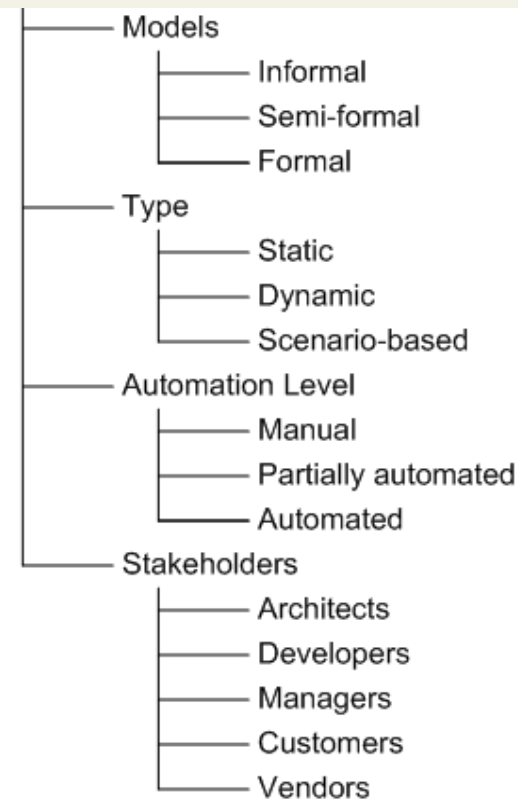 Models
Informal
Semi-formal
Formal
Type
Static
Dynamic
Scenario-based
Automation Level
Manual
Partially automated
Automated
Stakeholders
Architects
Developers
Managers
Customers
Vendors